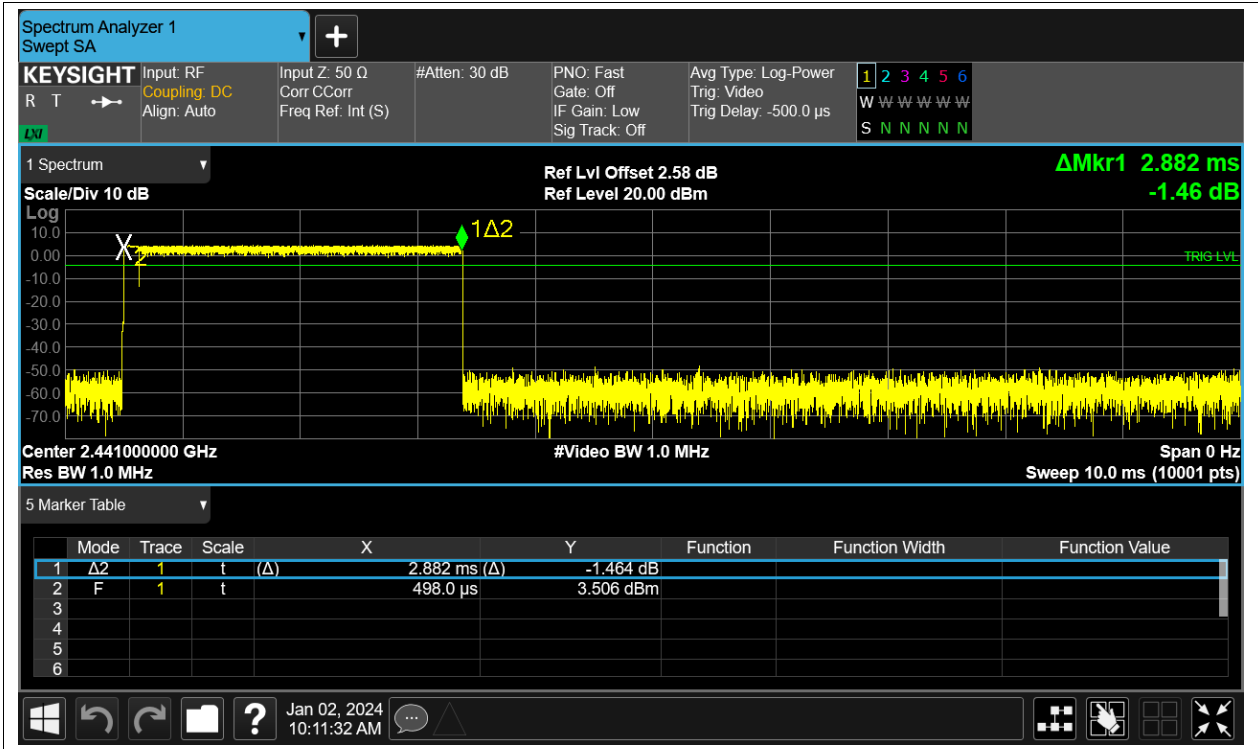 Spectrum Analyzer 1
Swept SA
KEYSIGHT
R T
LXI
Input: RF
Coupling: DC
Align: Auto
Input Z: 50 Ω
Corr CCorr
Freq Ref: Int (S)
#Atten: 30 dB
PNO: Fast
Gate: Off
IF Gain: Low
Sig Track: Off
Avg Type: Log-Power
Trig: Video
Trig Delay: -500.0 µs
1 2 3 4 5 6
W W W W W W
S N N N N N
1 Spectrum
Scale/Div 10 dB
Ref Lvl Offset 2.58 dB
Ref Level 20.00 dBm
ΔMkr1 2.882 ms
-1.46 dB
Log
10.0
0.00
-10.0
-20.0
-30.0
-40.0
-50.0
-60.0
-70.0
X
2
1Δ2
TRIG LVL
Center 2.441000000 GHz
#Video BW 1.0 MHz
Span 0 Hz
Res BW 1.0 MHz
Sweep 10.0 ms (10001 pts)
5 Marker Table
Mode Trace Scale X Y Function Function Width Function Value
1 Δ2 1 t (Δ) 2.882 ms (Δ) -1.464 dB
2 F 1 t 498.0 µs 3.506 dBm
3
4
5
6
?
Jan 02, 2024
10:11:32 AM